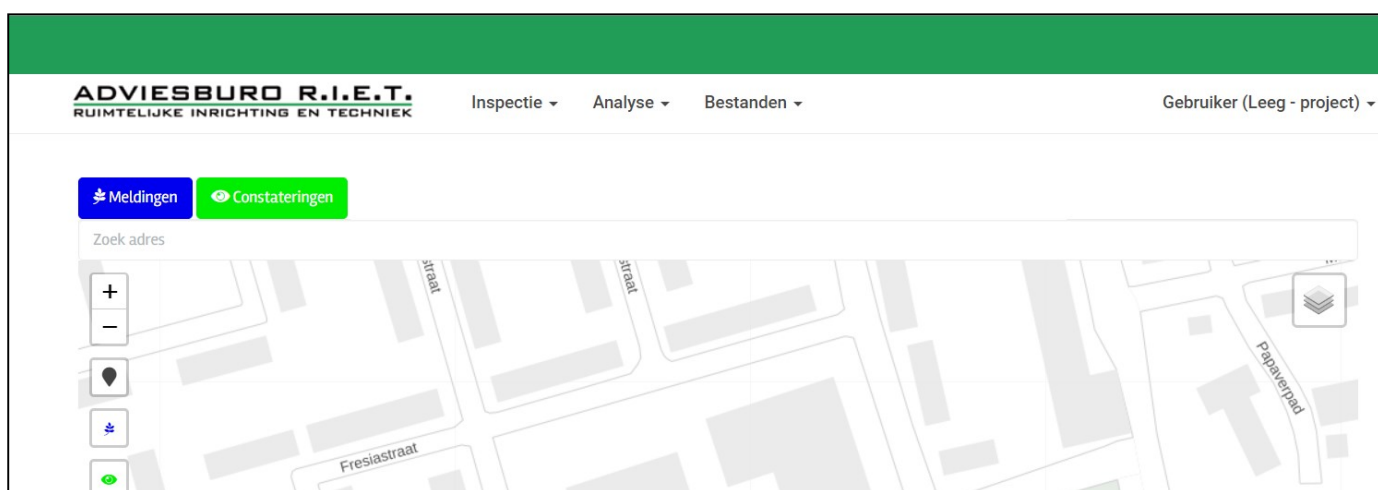 ADVIESBURO R.I.E.T.
RUIMTELIJKE INRICHTING EN TECHNIEK
Inspectie
Analyse
Bestanden
Gebruiker (Leeg - project)
Meldingen
Constateringen
Zoek adres
straat
straat
+
−
Papaverpad
Fresiastraat